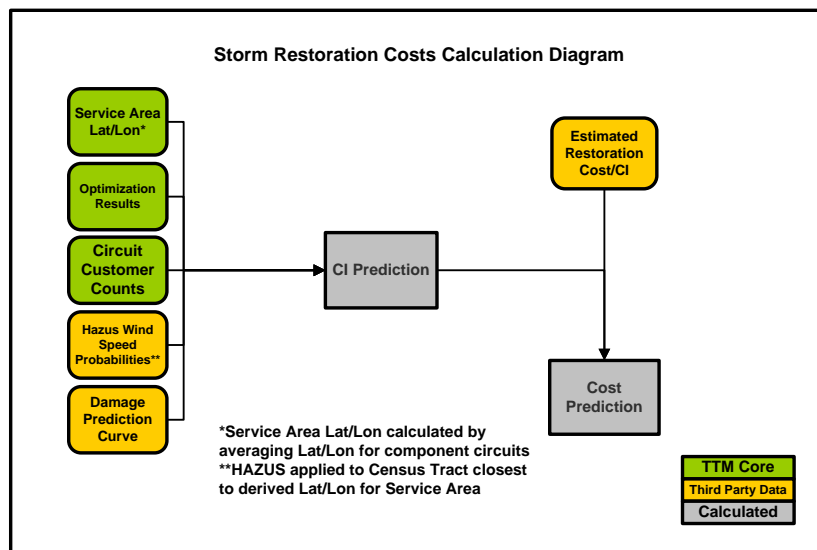 Storm Restoration Costs Calculation Diagram
Service Area
Lat/Lon*
Optimization
Results
Circuit
Customer
Counts
Hazus Wind
Speed
Probabilities**
Damage
Prediction
Curve
CI Prediction
Estimated
Restoration
Cost/CI
Cost
Prediction
*Service Area Lat/Lon calculated by
averaging Lat/Lon for component circuits
**HAZUS applied to Census Tract closest
to derived Lat/Lon for Service Area
TTM Core
Third Party Data
Calculated